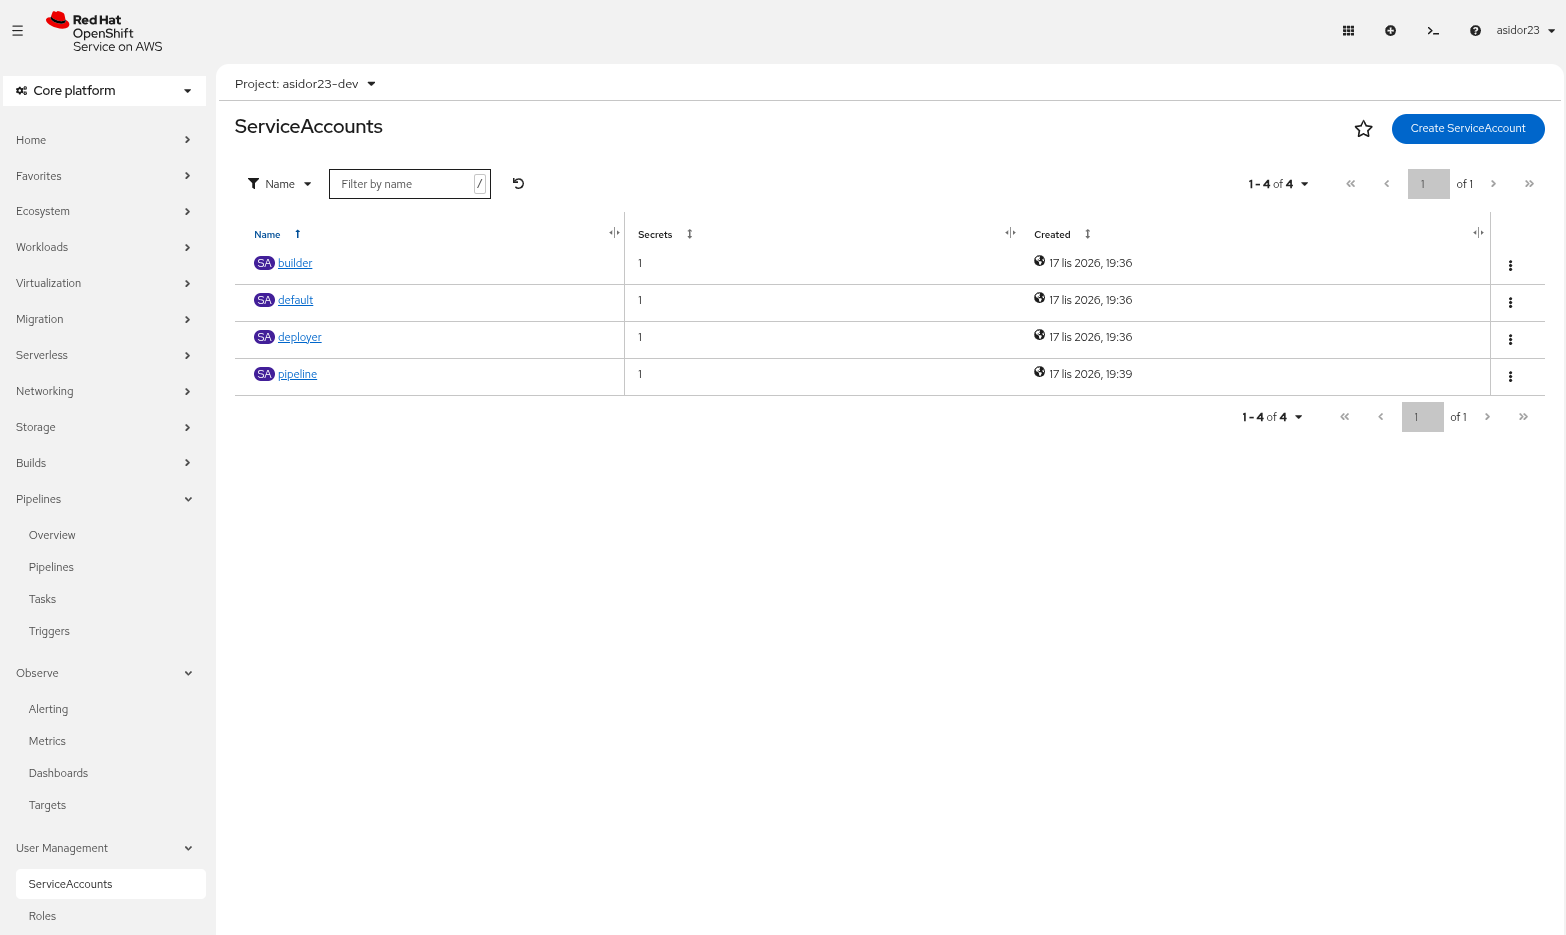 Red Hat
OpenShift
Service on AWS
asidor23
Core platform
Home
Favorites
Ecosystem
Workloads
Virtualization
Migration
Serverless
Networking
Storage
Builds
Pipelines
Overview
Pipelines
Tasks
Triggers
Observe
Alerting
Metrics
Dashboards
Targets
User Management
ServiceAccounts
Roles
Project: asidor23-dev
ServiceAccounts
Create ServiceAccount
Name
Filter by name
/
1 - 4 of 4
1 of 1
Name Secrets Created
SA builder 1 17 lis 2026, 19:36
SA default 1 17 lis 2026, 19:36
SA deployer 1 17 lis 2026, 19:36
SA pipeline 1 17 lis 2026, 19:39
1 - 4 of 4
1 of 1